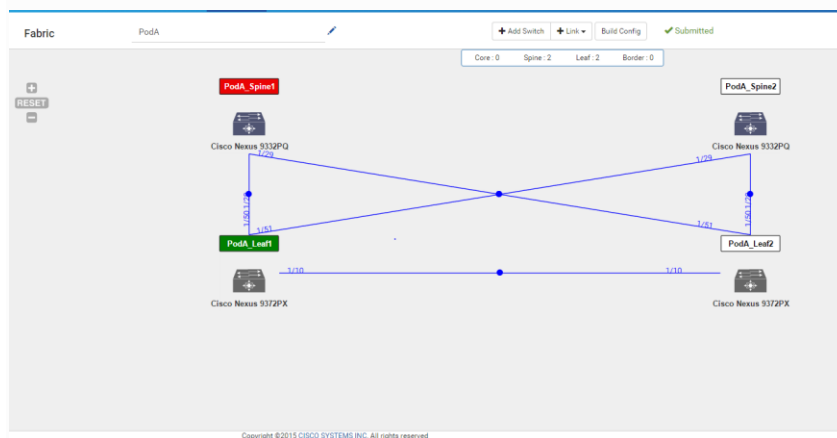 Fabric
PodA
Add Switch
Link
Build Config
Submitted
Core : 0 Spine : 2 Leaf : 2 Border : 0
RESET
PodA_Spine1
PodA_Spine2
Cisco Nexus 9332PQ
Cisco Nexus 9332PQ
1/29
1/29
1/50
1/50
1/51
1/51
PodA_Leaf1
PodA_Leaf2
1/10
1/10
Cisco Nexus 9372PX
Cisco Nexus 9372PX
Copyright ©2015 CISCO SYSTEMS INC. All rights reserved